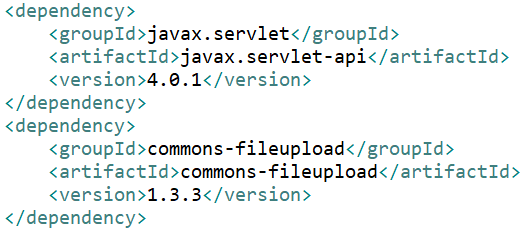 <dependency>
    <groupId>javax.servlet</groupId>
    <artifactId>javax.servlet-api</artifactId>
    <version>4.0.1</version>
</dependency>
<dependency>
    <groupId>commons-fileupload</groupId>
    <artifactId>commons-fileupload</artifactId>
    <version>1.3.3</version>
</dependency>